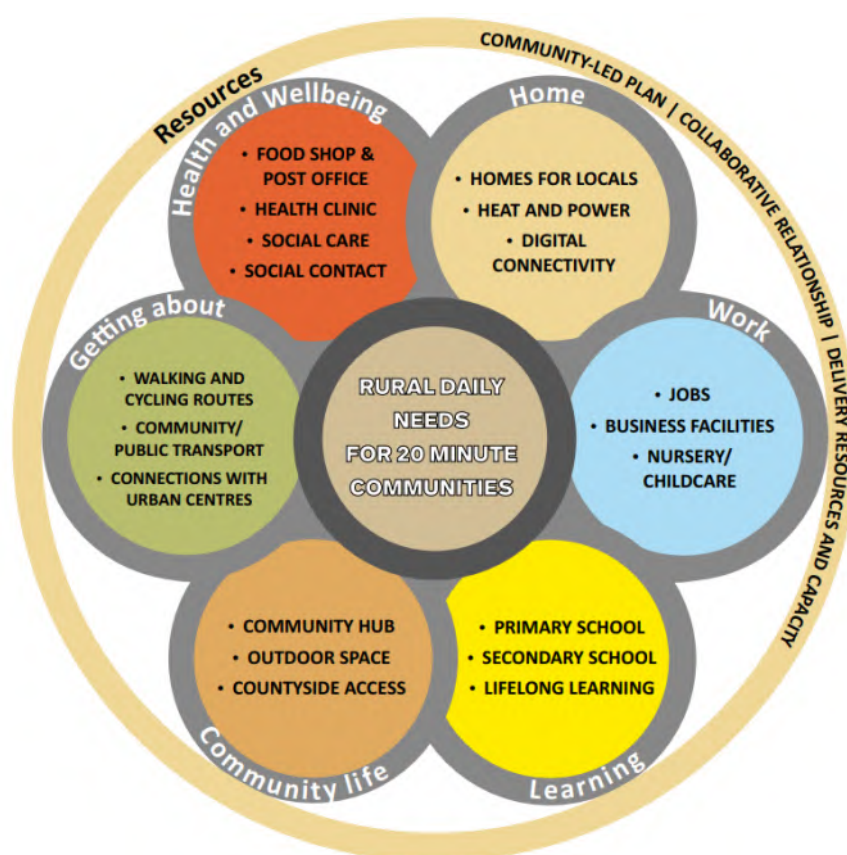 Resources
COMMUNITY-LED PLAN | COLLABORATIVE RELATIONSHIP | DELIVERY RESOURCES AND CAPACITY
Health and Wellbeing
• FOOD SHOP &
POST OFFICE
• HEALTH CLINIC
• SOCIAL CARE
• SOCIAL CONTACT
Home
• HOMES FOR LOCALS
• HEAT AND POWER
• DIGITAL
CONNECTIVITY
Getting about
• WALKING AND
CYCLING ROUTES
• COMMUNITY/
PUBLIC TRANSPORT
• CONNECTIONS WITH
URBAN CENTRES
RURAL DAILY
NEEDS
FOR 20 MINUTE
COMMUNITIES
Work
• JOBS
• BUSINESS FACILITIES
• NURSERY/
CHILDCARE
• COMMUNITY HUB
• OUTDOOR SPACE
• COUNTYSIDE ACCESS
Community life
• PRIMARY SCHOOL
• SECONDARY SCHOOL
• LIFELONG LEARNING
Learning